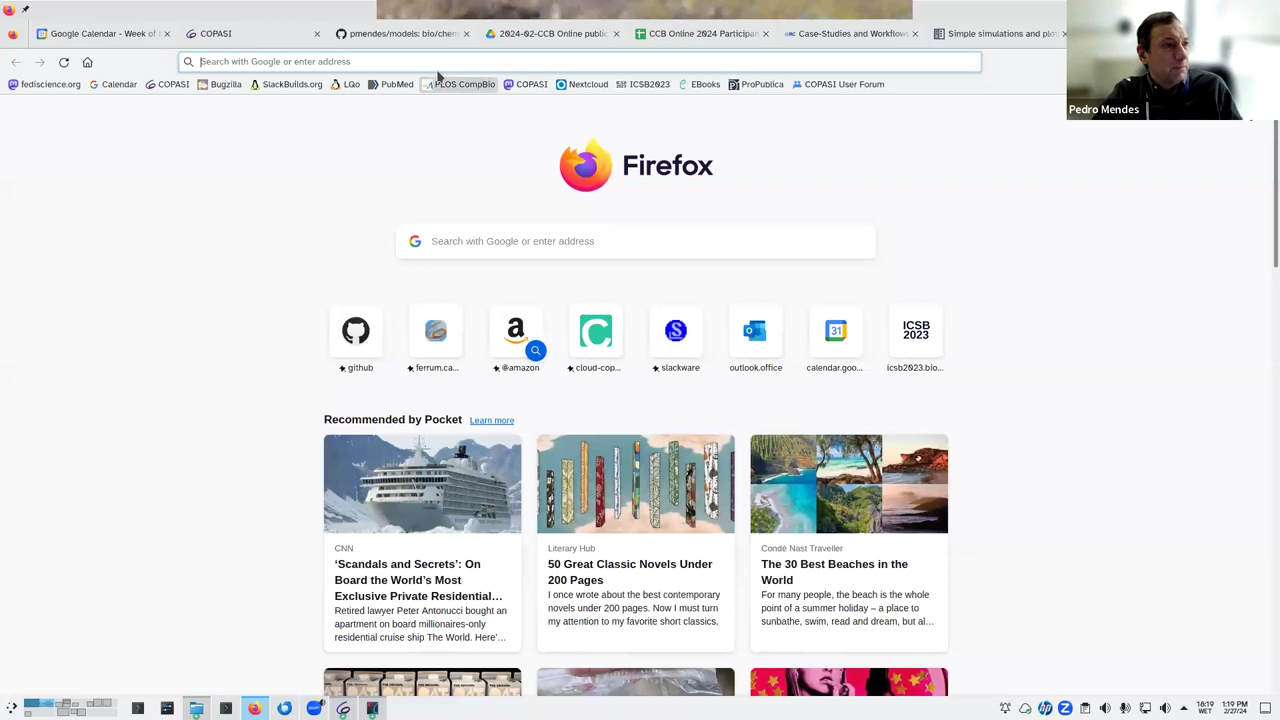 Google Calendar - Week of
COPASI
pmendes/models: bio/chem
2024-02-CCB Online public
CCB Online 2024 Participan
Case-Studies and Workflows
Simple simulations and plot
Search with Google or enter address
fediscience.org
Calendar
COPASI
Bugzilla
SlackBuilds.org
LGo
PubMed
PLOS CompBio
COPASI
Nextcloud
ICSB2023
EBooks
ProPublica
COPASI User Forum
Pedro Mendes
Firefox
Search with Google or enter address
ICSB
2023
31
github
ferrum.ca...
@amazon
cloud-cop...
slackware
outlook.office
calendar.goo...
icsb2023.bio...
Recommended by Pocket Learn more
CNN
‘Scandals and Secrets’: On
Board the World’s Most
Exclusive Private Residential...
Retired lawyer Peter Antonucci bought an
apartment on board millionaires-only
residential cruise ship The World. Here’...
Literary Hub
50 Great Classic Novels Under
200 Pages
I once wrote about the best contemporary
novels under 200 pages. Now I must turn
my attention to my favorite short classics.
Condé Nast Traveller
The 30 Best Beaches in the
World
For many people, the beach is the whole
point of a summer holiday – a place to
sunbathe, swim, read and dream, but al...
18:19
WET
1:19 PM
2/27/24